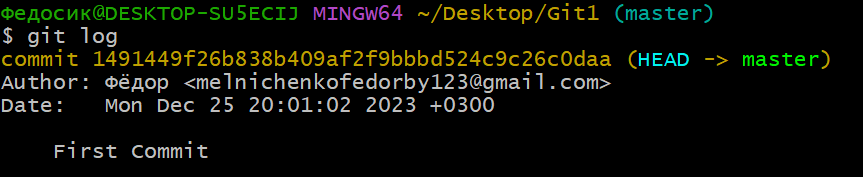 Федосик@DESKTOP-SU5ECIJ MINGW64 ~/Desktop/Git1 (master)
$ git log
commit 1491449f26b838b409af2f9bbbd524c9c26c0daa (HEAD -> master)
Author: Фёдор <melnichenkofedorby123@gmail.com>
Date:   Mon Dec 25 20:01:02 2023 +0300
    First Commit